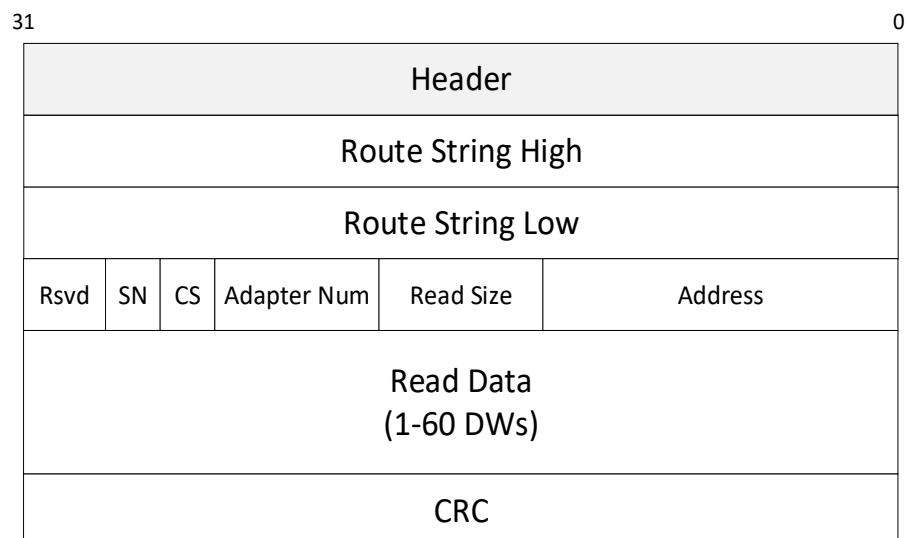 31 0
Header
Route String High
Route String Low
Rsvd SN CS Adapter Num Read Size Address
Read Data
(1-60 DWs)
CRC